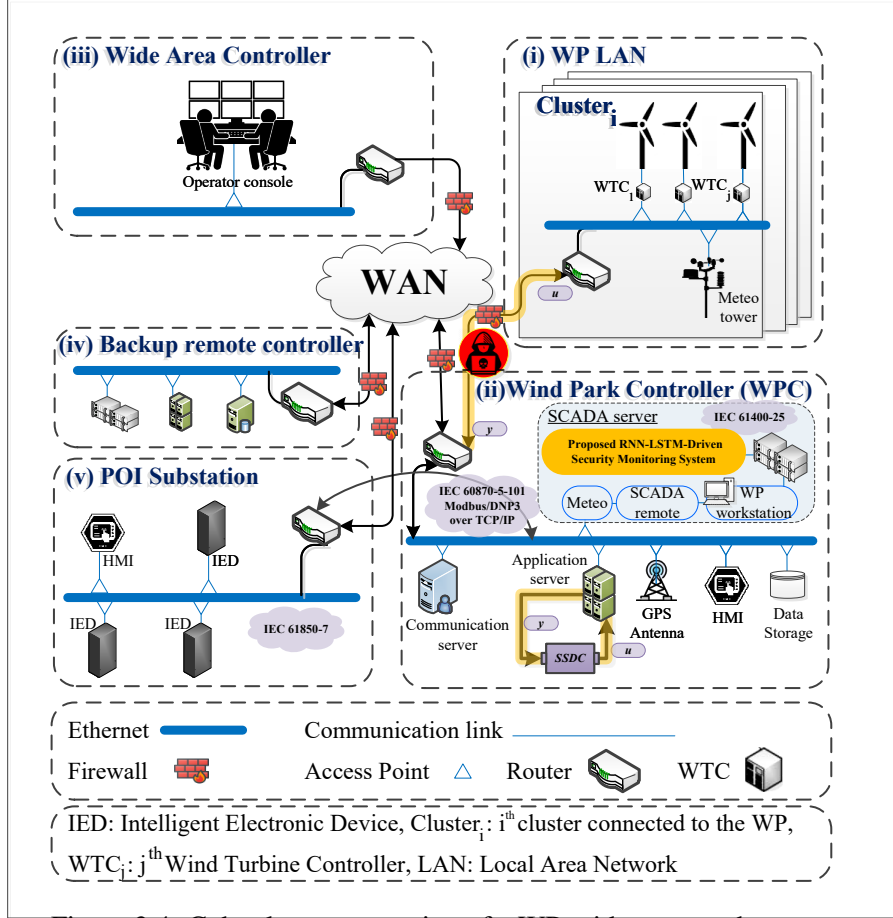 (iii) Wide Area Controller
Operator console
(i) WP LAN
Cluster i
WTC i
WTC j
Meteo
tower
u
WAN
(iv) Backup remote controller
y
(ii)Wind Park Controller (WPC)
SCADA server
IEC 61400-25
Proposed RNN-LSTM-Driven
Security Monitoring System
Meteo
SCADA
remote
WP
workstation
IEC 60870-5-101
Modbus/DNP3
over TCP/IP
(v) POI Substation
HMI
IED
IED
IED
IEC 61850-7
Communication
server
Application
server
GPS
Antenna
HMI
Data
Storage
y
SSDC
u
Ethernet
Communication link
Firewall
Access Point
Router
WTC
IED: Intelligent Electronic Device, Cluster i: i th cluster connected to the WP,
WTC j: j th Wind Turbine Controller, LAN: Local Area Network